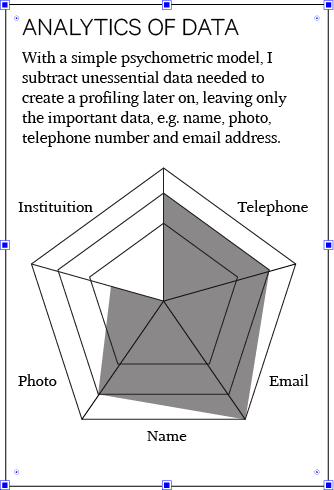 ANALYTICS OF DATA
With a simple psychometric model, I
subtract unessential data needed to
create a profiling later on, leaving only
the important data, e.g. name, photo,
telephone number and email address.
Instituition
Telephone
Photo
Email
Name